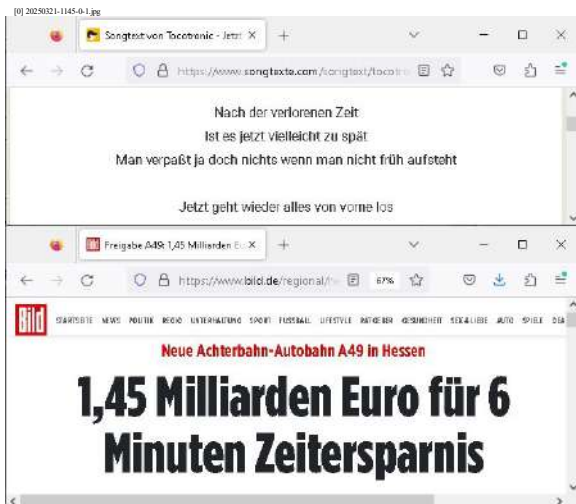 [0] 20250321-1145-0-1.jpg
Songtext von Tocotronic - Jetzt
https://www.songtexte.com/songtext/tocotro
Nach der verlorenen Zeit
Ist es jetzt vielleicht zu spät
Man verpaßt ja doch nichts wenn man nicht früh aufsteht
Jetzt geht wieder alles von vorne los
Freigabe A49: 1,45 Milliarden Eu
https://www.bild.de/regional/he 67%
Bild STARTSEITE NEWS POLITIK REGIO UNTERHALTUNG SPORT FUSSBALL LIFESTYLE RATGEBER GESUNDHEIT SEX & LIEBE AUTO SPIELE
Neue Achterbahn-Autobahn A49 in Hessen
1,45 Milliarden Euro für 6
Minuten Zeitersparnis